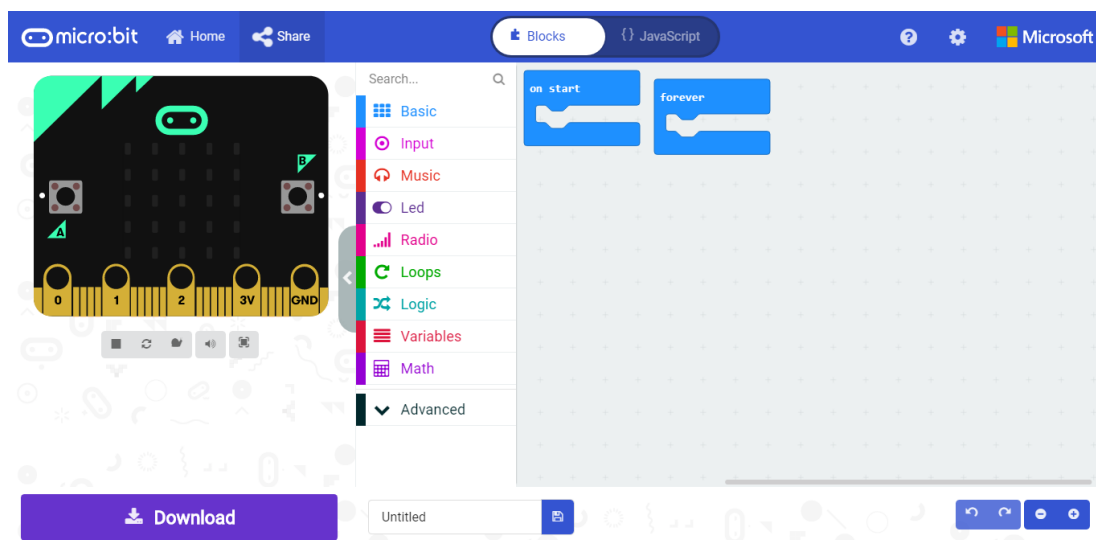 micro:bit Home Share Blocks {} JavaScript ? Microsoft
Search...
Basic
Input
Music
Led
Radio
Loops
Logic
Variables
Math
Advanced
on start
forever
B
A
0 1 2 3V GND
Download
Untitled